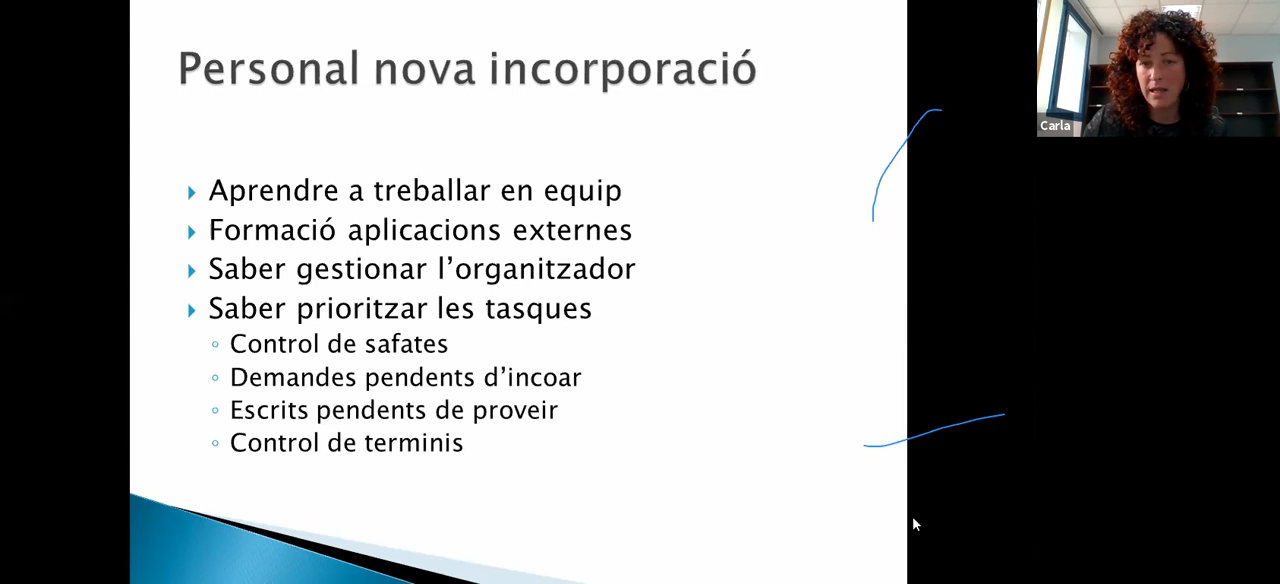 Personal nova incorporació
Aprendre a treballar en equip
Formació aplicacions externes
Saber gestionar l’organitzador
Saber prioritzar les tasques
Control de safates
Demandes pendents d’incoar
Escrits pendents de proveir
Control de terminis
Carla